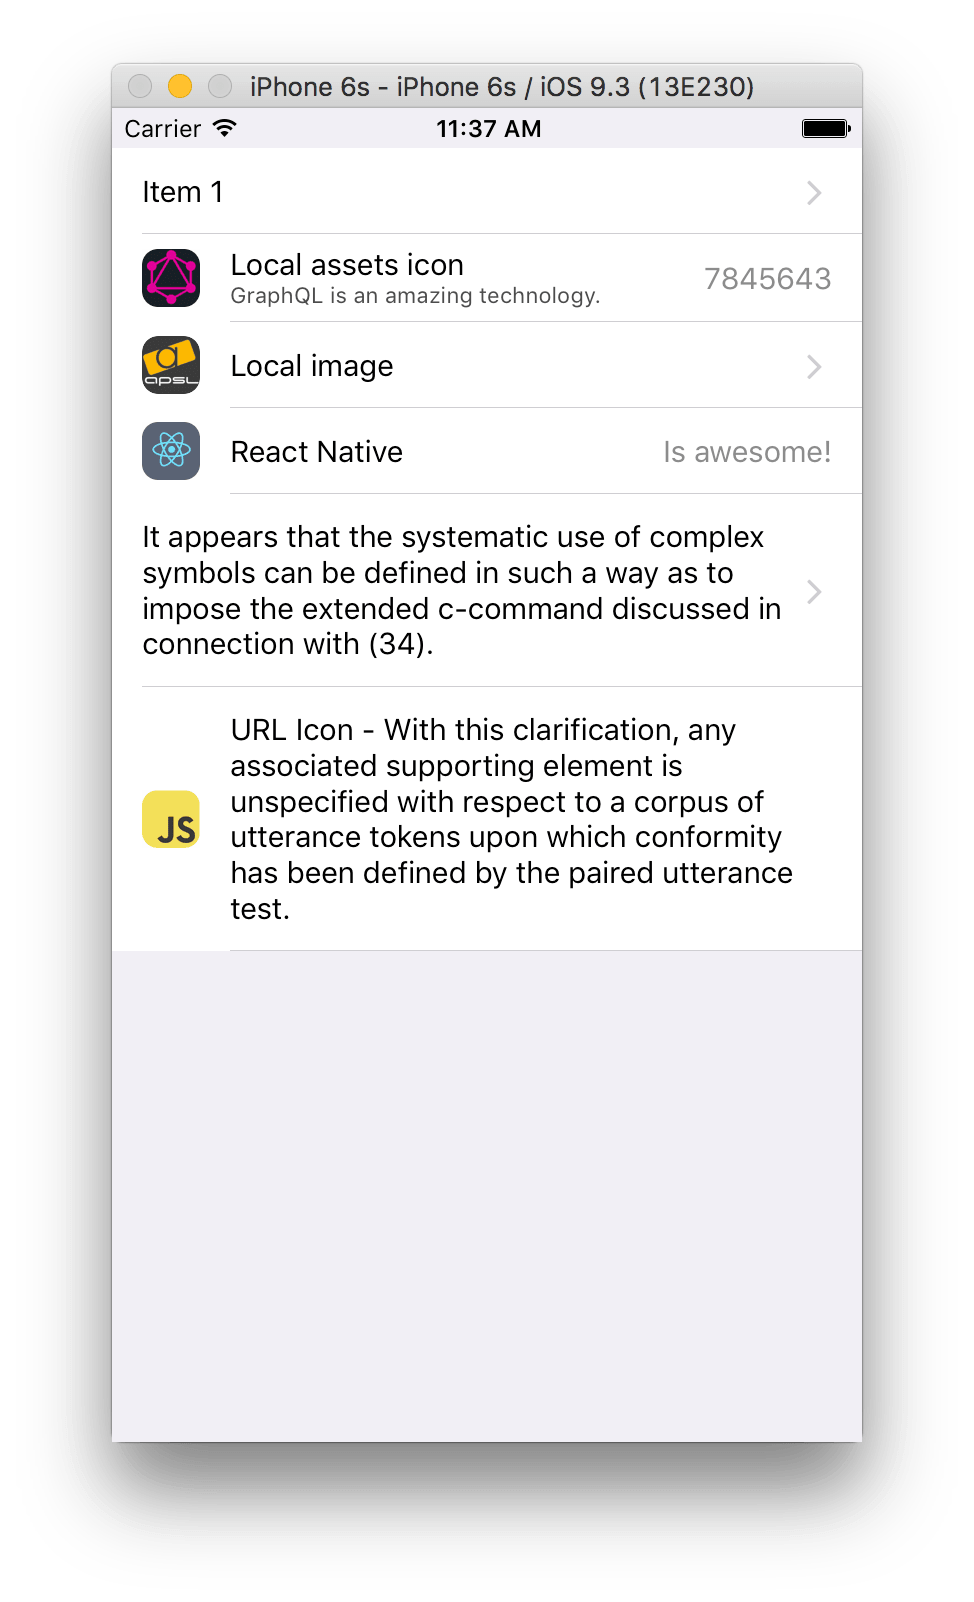 iPhone 6s - iPhone 6s / iOS 9.3 (13E230)
Carrier 11:37 AM
Item 1
Local assets icon
GraphQL is an amazing technology.
7845643
apsl
Local image
React Native
Is awesome!
It appears that the systematic use of complex
symbols can be defined in such a way as to
impose the extended c-command discussed in
connection with (34).
JS
URL Icon - With this clarification, any
associated supporting element is
unspecified with respect to a corpus of
utterance tokens upon which conformity
has been defined by the paired utterance
test.